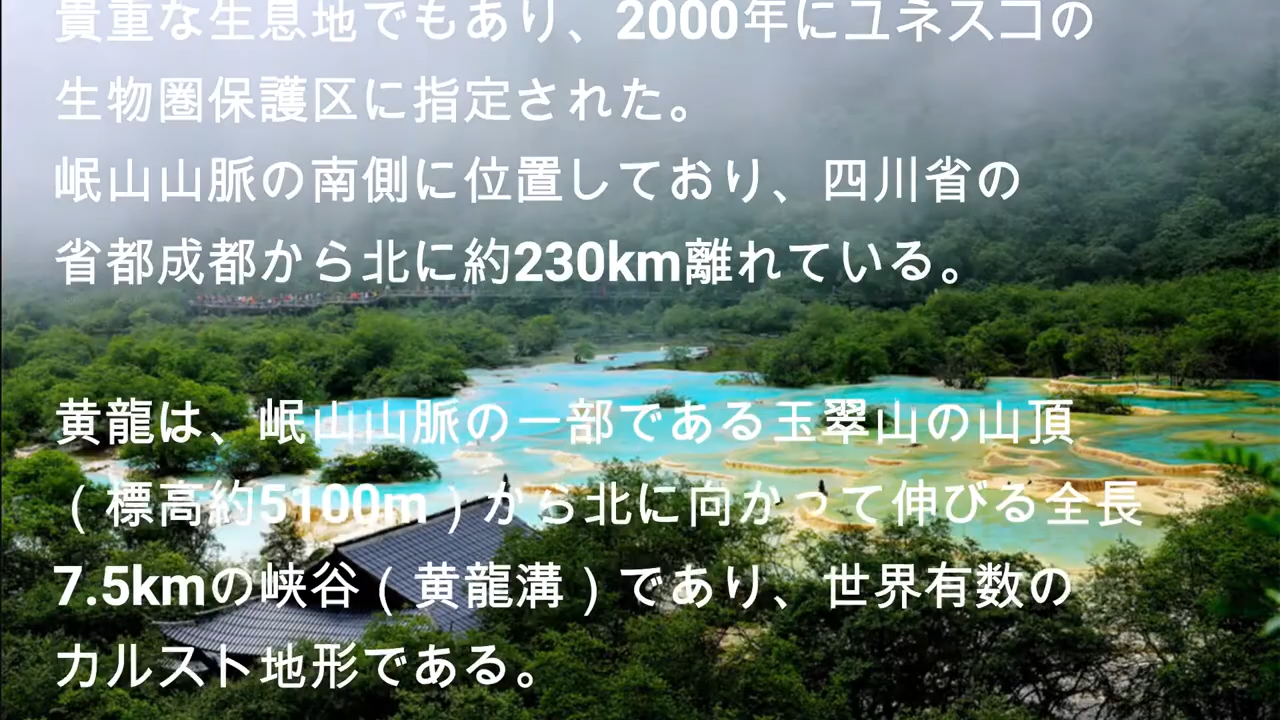 貴重な生息地でもあり、2000年にユネスコの
生物圏保護区に指定された。
岷山山脈の南側に位置しており、四川省の
省都成都から北に約230km離れている。
黄龍は、岷山山脈の一部である玉翠山の山頂
（標高約5100m）から北に向かって伸びる全長
7.5kmの峡谷（黄龍溝）であり、世界有数の
カルスト地形である。